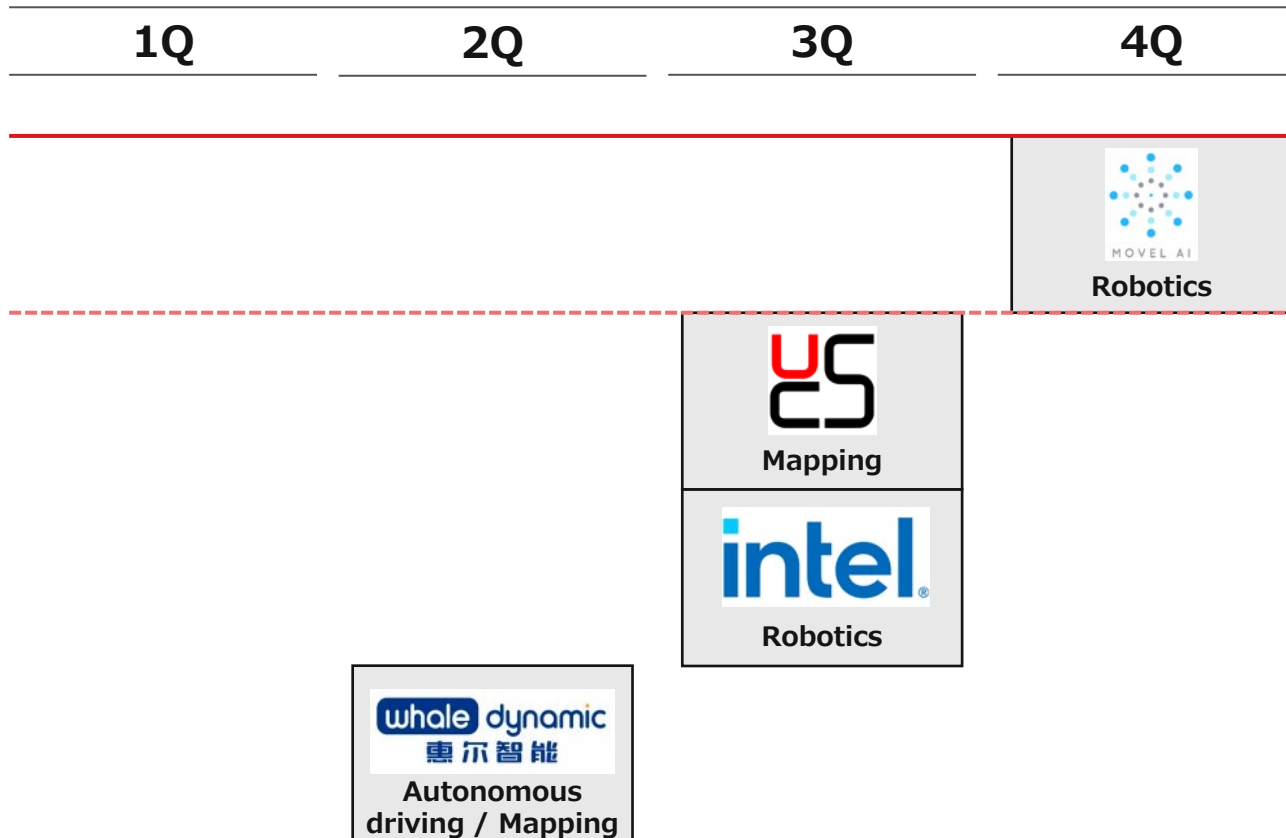 1Q 2Q 3Q 4Q
MOVEL AI
Robotics
UCS
Mapping
intel®
Robotics
whale dynamic
惠尔智能
Autonomous
driving / Mapping